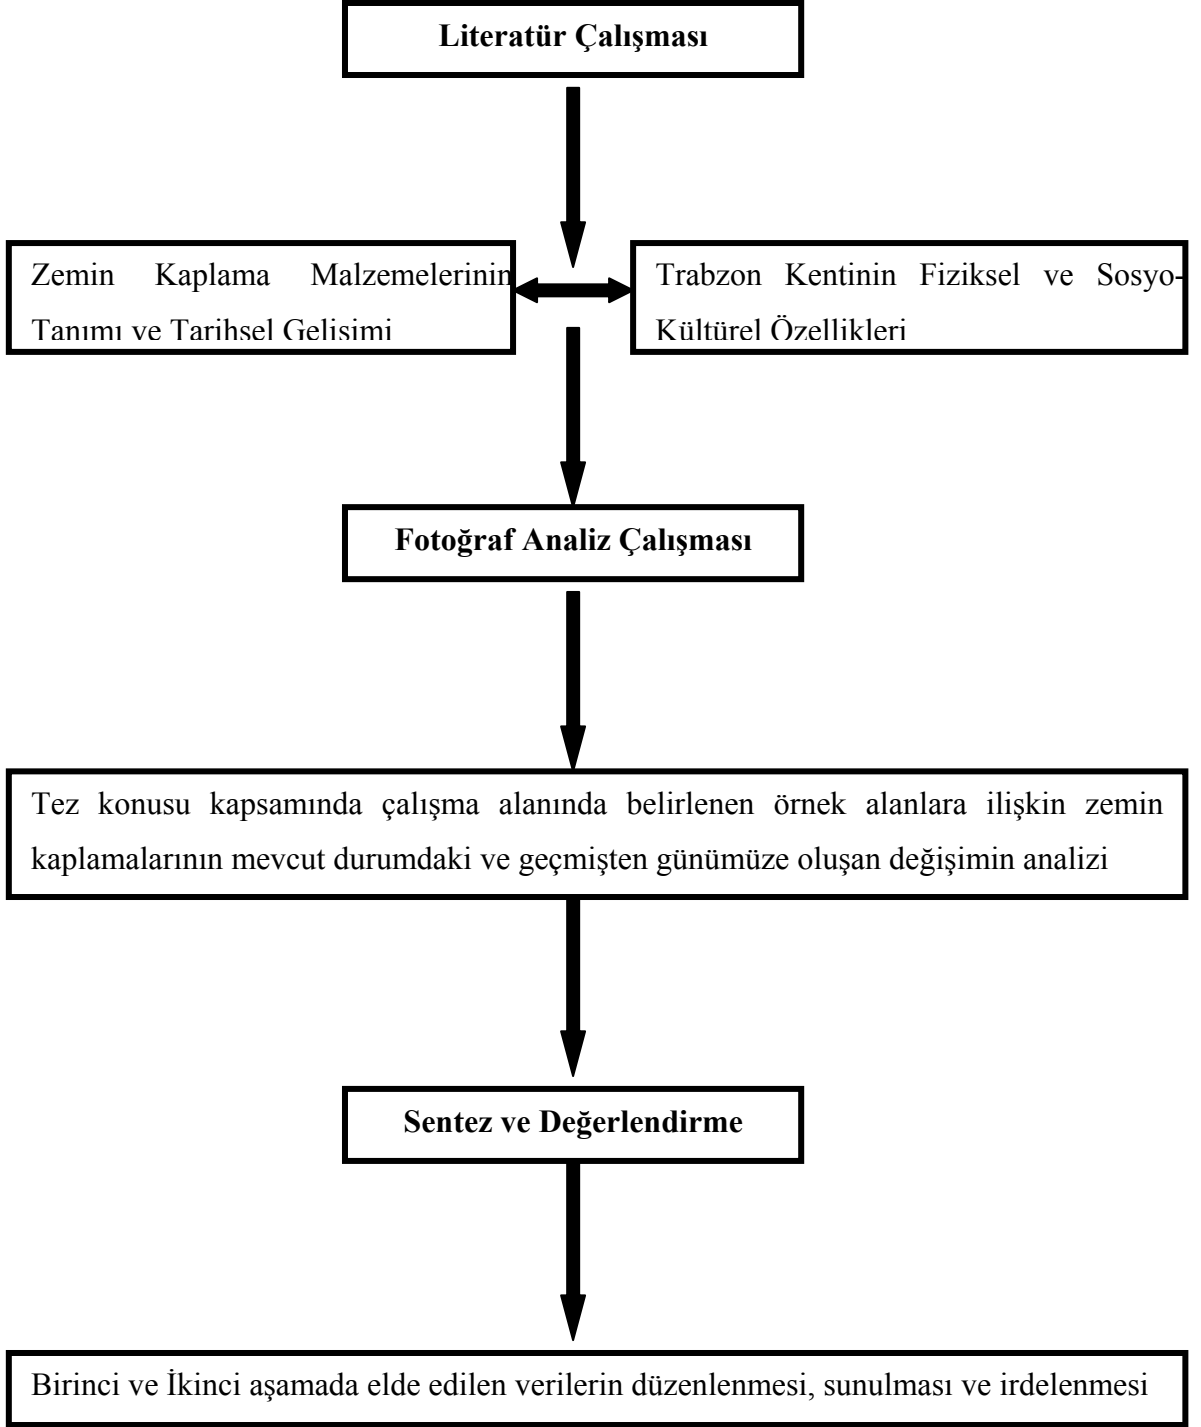 Literatür Çalışması
Zemin Kaplama Malzemelerinin
Tanımı ve Tarihsel Gelişimi
Trabzon Kentinin Fiziksel ve Sosyo-
Kültürel Özellikleri
Fotoğraf Analiz Çalışması
Tez konusu kapsamında çalışma alanında belirlenen örnek alanlara ilişkin zemin
kaplamalarının mevcut durumdaki ve geçmişten günümüze oluşan değişimin analizi
Sentez ve Değerlendirme
Birinci ve İkinci aşamada elde edilen verilerin düzenlenmesi, sunulması ve irdelenmesi